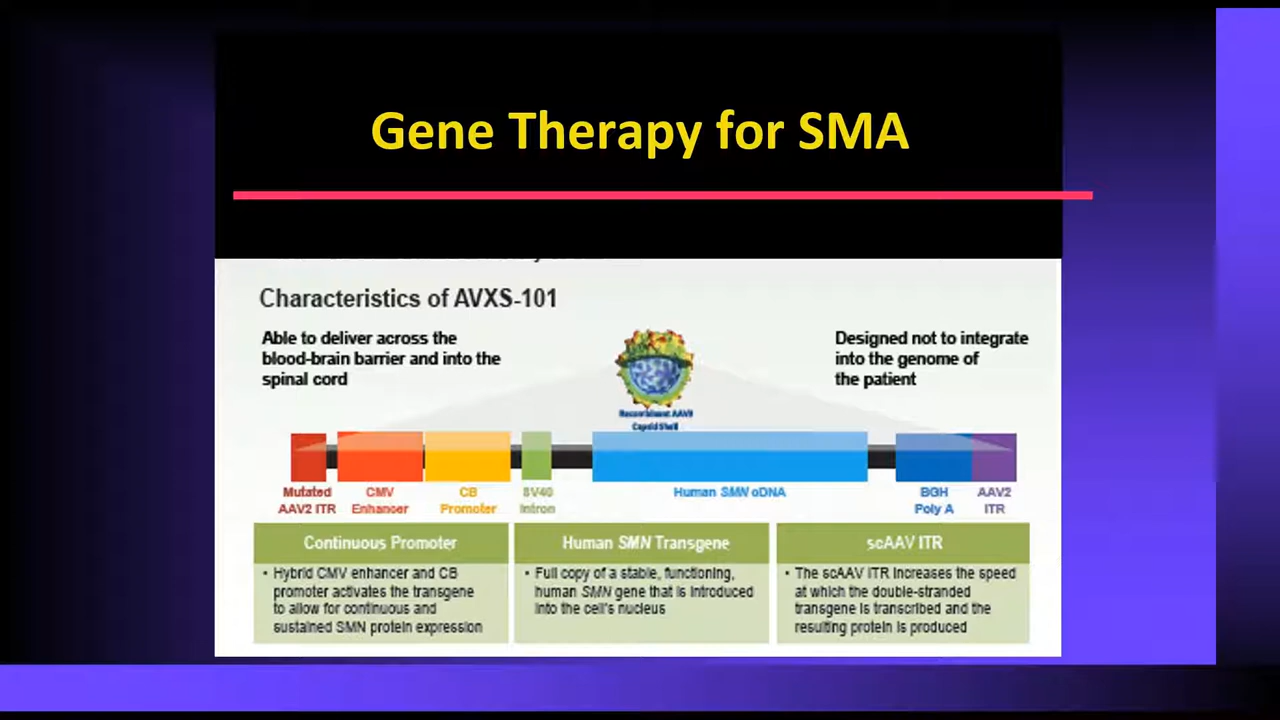 Gene Therapy for SMA
Characteristics of AVXS-101
Able to deliver across the
blood-brain barrier and into the
spinal cord
Designed not to integrate
into the genome of
the patient
Recombinant AAV9
Capsid Shell
Mutated
AAV2 ITR
CMV
Enhancer
CB
Promoter
SV40
Intron
Human SMN cDNA
BGH
Poly A
AAV2
ITR
Continuous Promoter
• Hybrid CMV enhancer and CB
promoter activates the transgene
to allow for continuous and
sustained SMN protein expression
Human SMN Transgene
• Full copy of a stable, functioning,
human SMN gene that is introduced
into the cell's nucleus
scAAV ITR
• The scAAV ITR increases the speed
at which the double-stranded
transgene is transcribed and the
resulting protein is produced